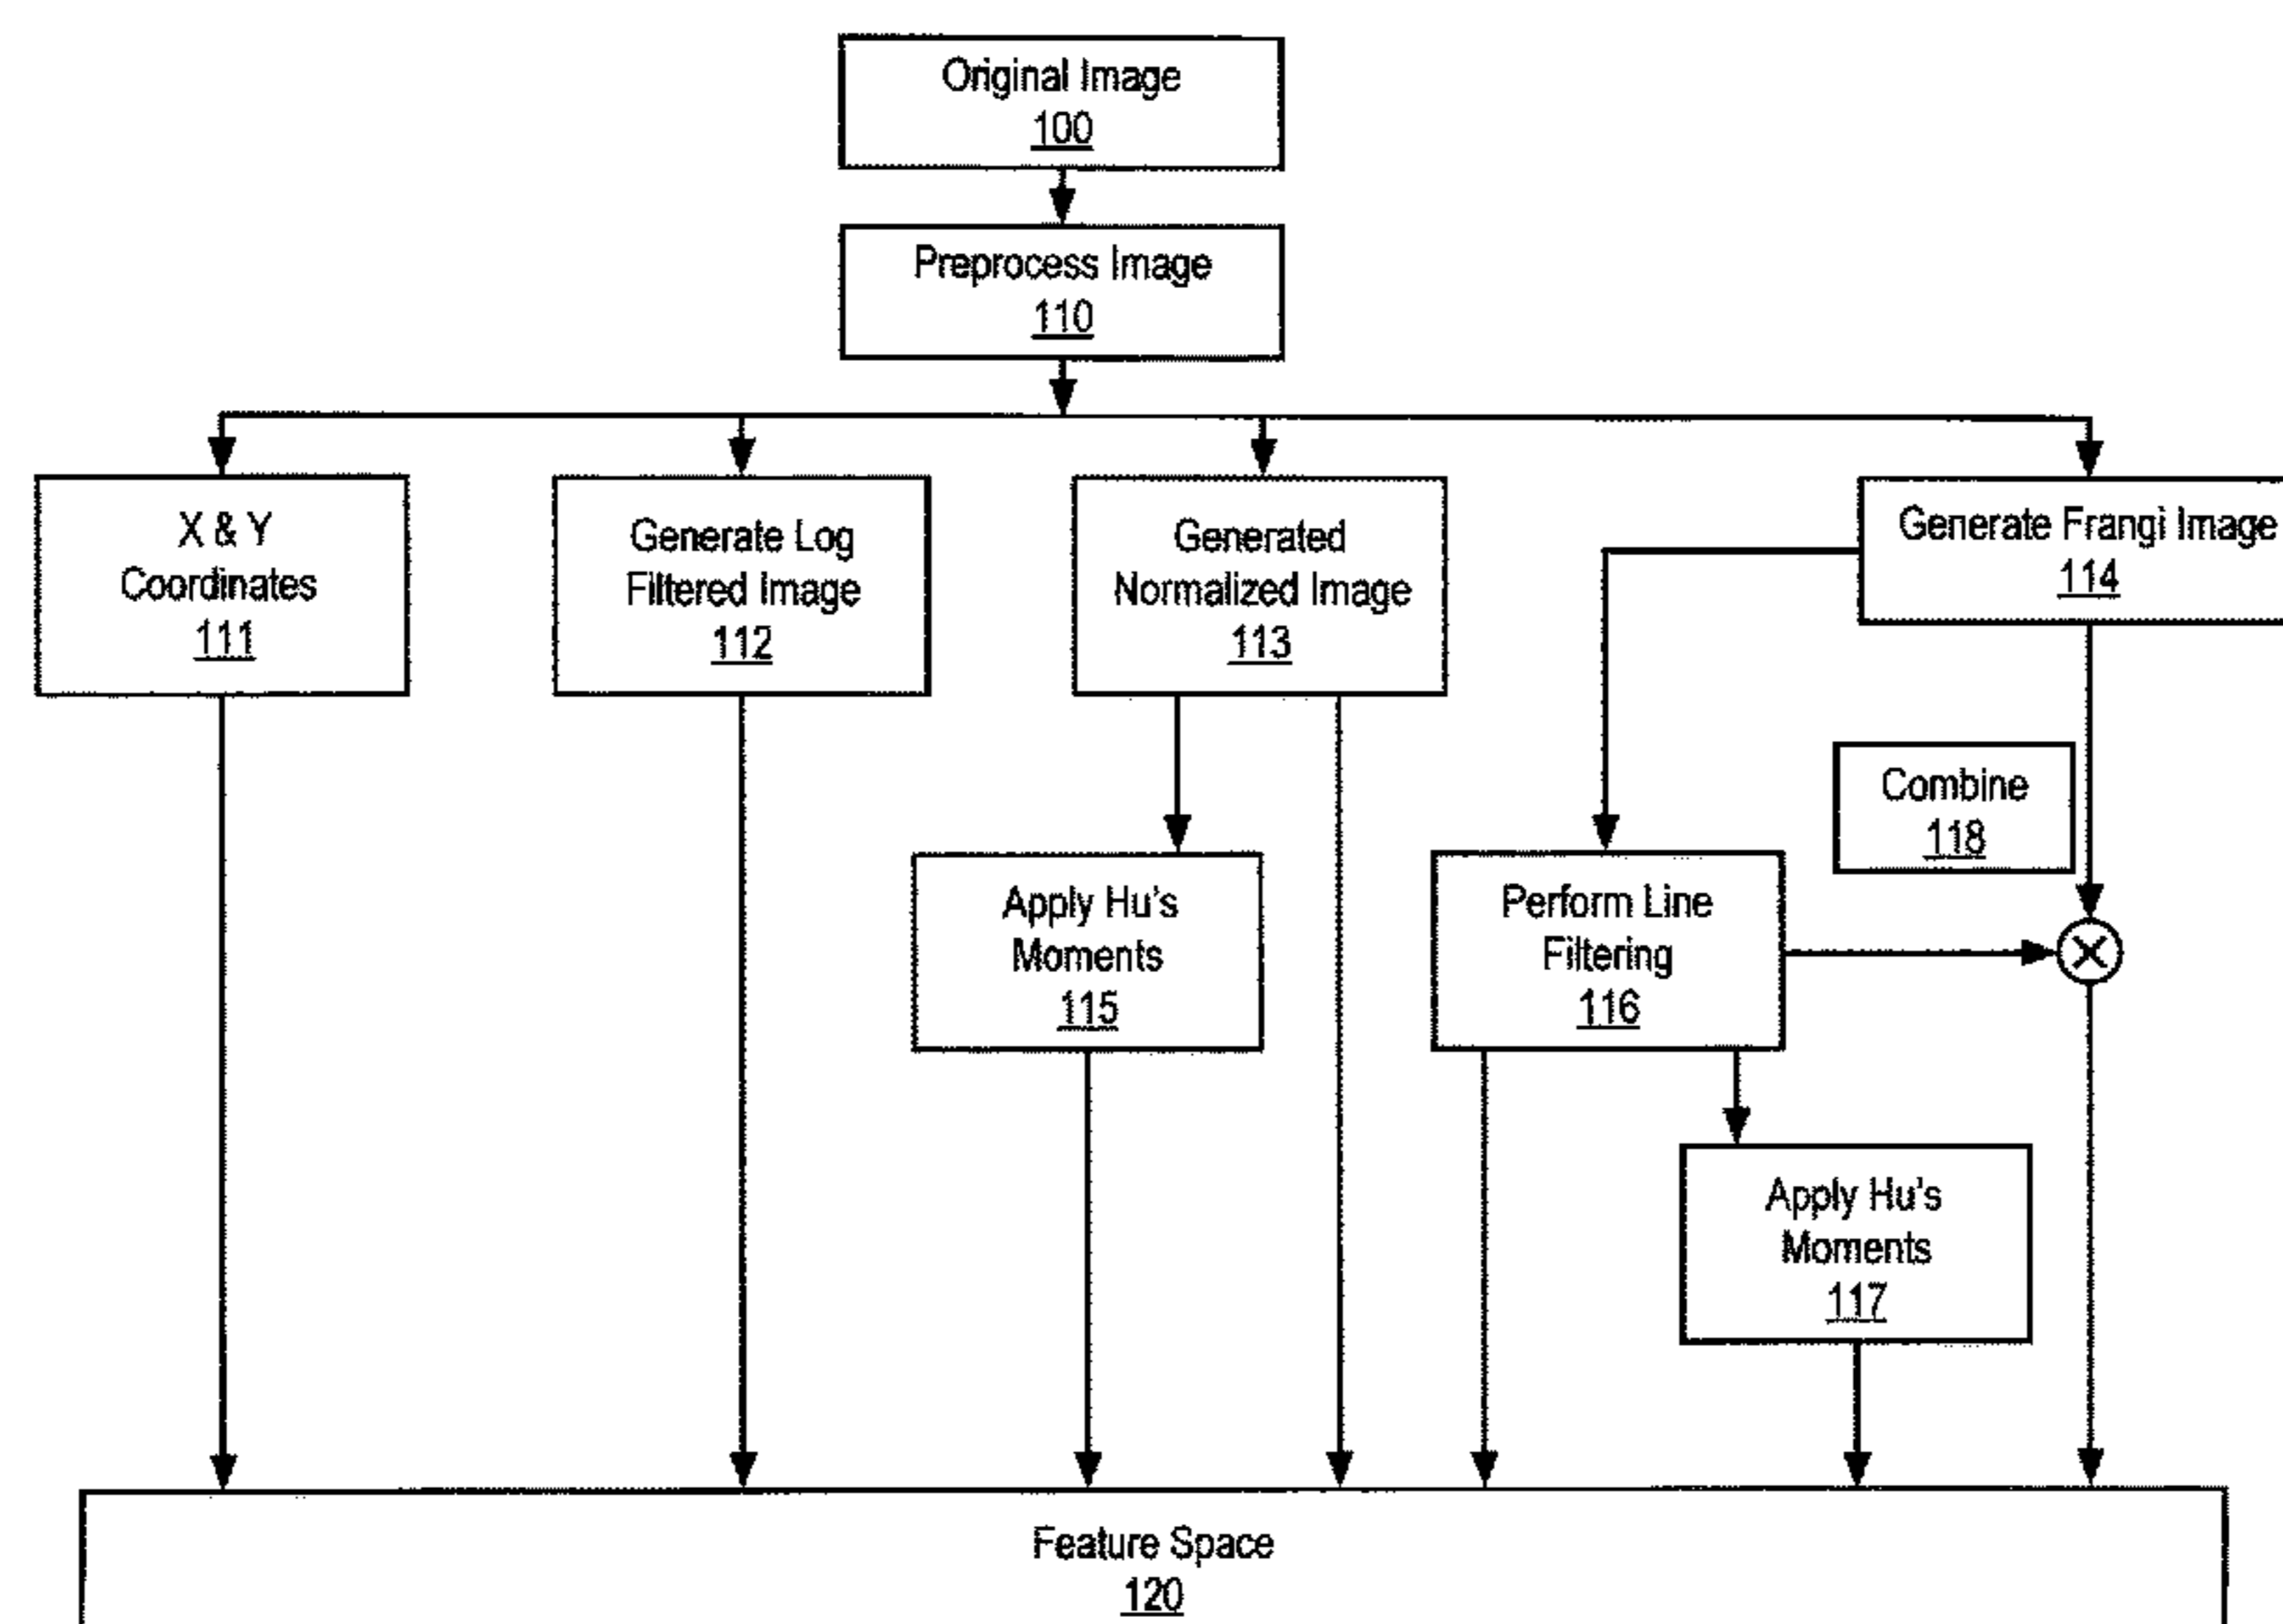 Original Image
100
Preprocess Image
110
X & Y
Coordinates
111
Generate Log
Filtered Image
112
Generated
Normalized Image
113
Generate Frangi Image
114
Combine
118
Apply Hu's
Moments
115
Perform Line
Filtering
116
Apply Hu's
Moments
117
Feature Space
120